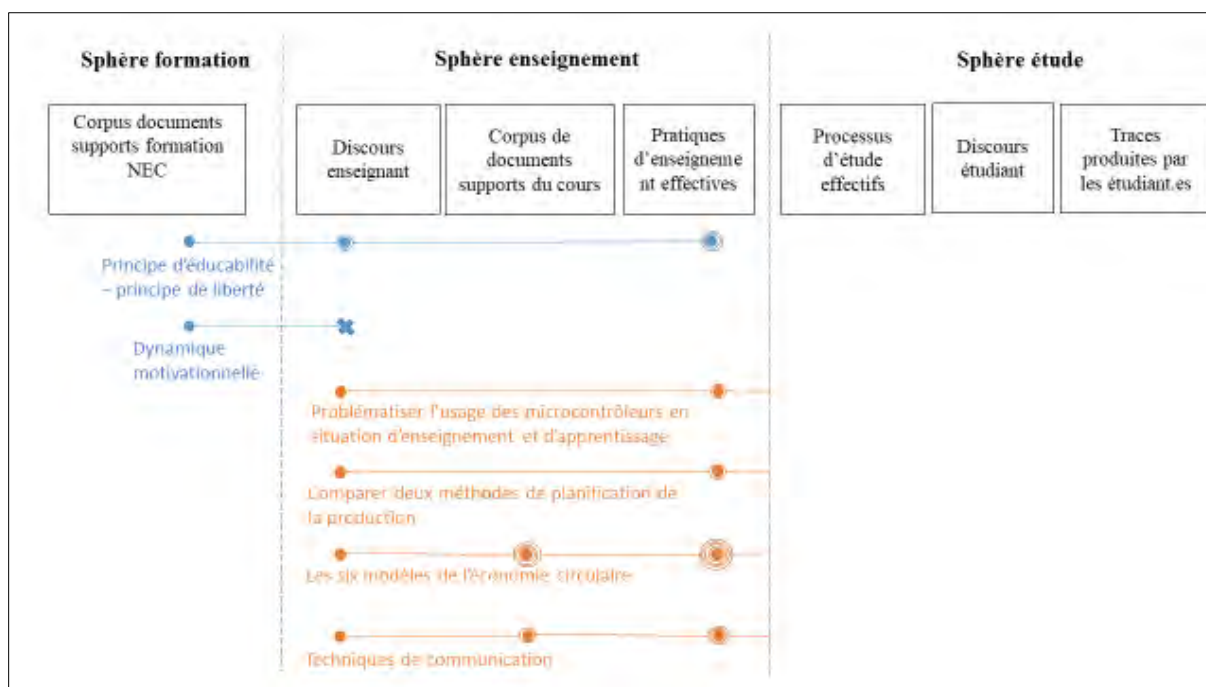 Sphère formation
Sphère enseignement
Sphère étude
Corpus documents
supports formation
NEC
Discours
enseignant
Corpus de
documents
supports du cours
Pratiques
d'enseigneme
nt effectives
Processus
d'étude
effectifs
Discours
étudiant
Traces
produites par
les étudiant.es
Principe d'éducabilité
– principe de liberté
Dynamique
motivationnelle
Problématiser l'usage des microcontrôleurs en
situation d'enseignement et d'apprentissage
Comparer deux méthodes de planification de
la production
Les six modèles de l'économie circulaire
Techniques de communication